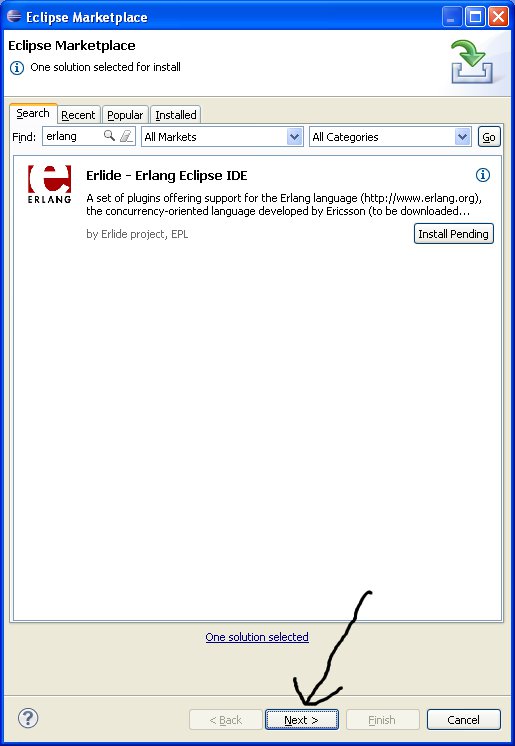 Eclipse Marketplace
Eclipse Marketplace
One solution selected for install
Search Recent Popular Installed
Find: erlang All Markets All Categories Go
e
ERLANG
Erlide - Erlang Eclipse IDE
A set of plugins offering support for the Erlang language (http://www.erlang.org),
the concurrency-oriented language developed by Ericsson (to be downloaded...
by Erlide project, EPL
Install Pending
One solution selected
< Back Next > Finish Cancel